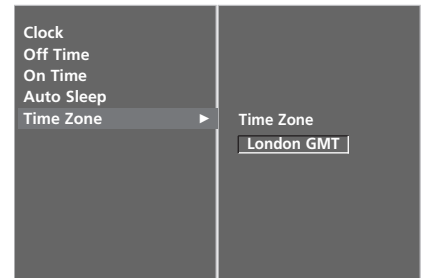 Clock
Off Time
On Time
Auto Sleep
Time Zone ►
Time Zone
London GMT